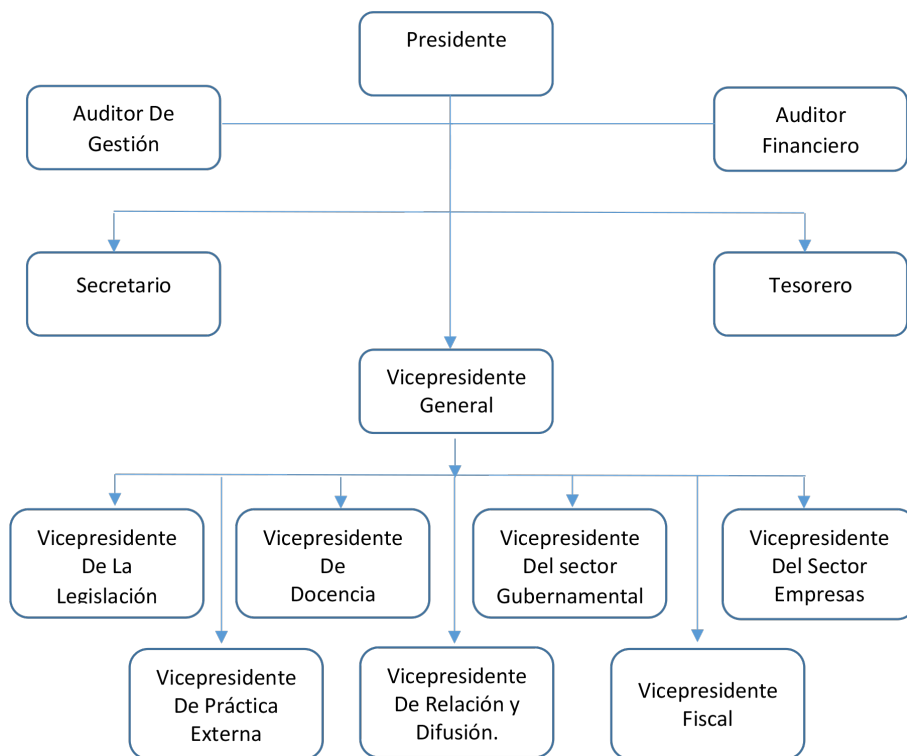 Presidente
Auditor De
Gestión
Auditor
Financiero
Secretario
Tesorero
Vicepresidente
General
Vicepresidente
De La
Legislación
Vicepresidente
De
Docencia
Vicepresidente
Del sector
Gubernamental
Vicepresidente
Del Sector
Empresas
Vicepresidente
De Práctica
Externa
Vicepresidente
De Relación y
Difusión.
Vicepresidente
Fiscal